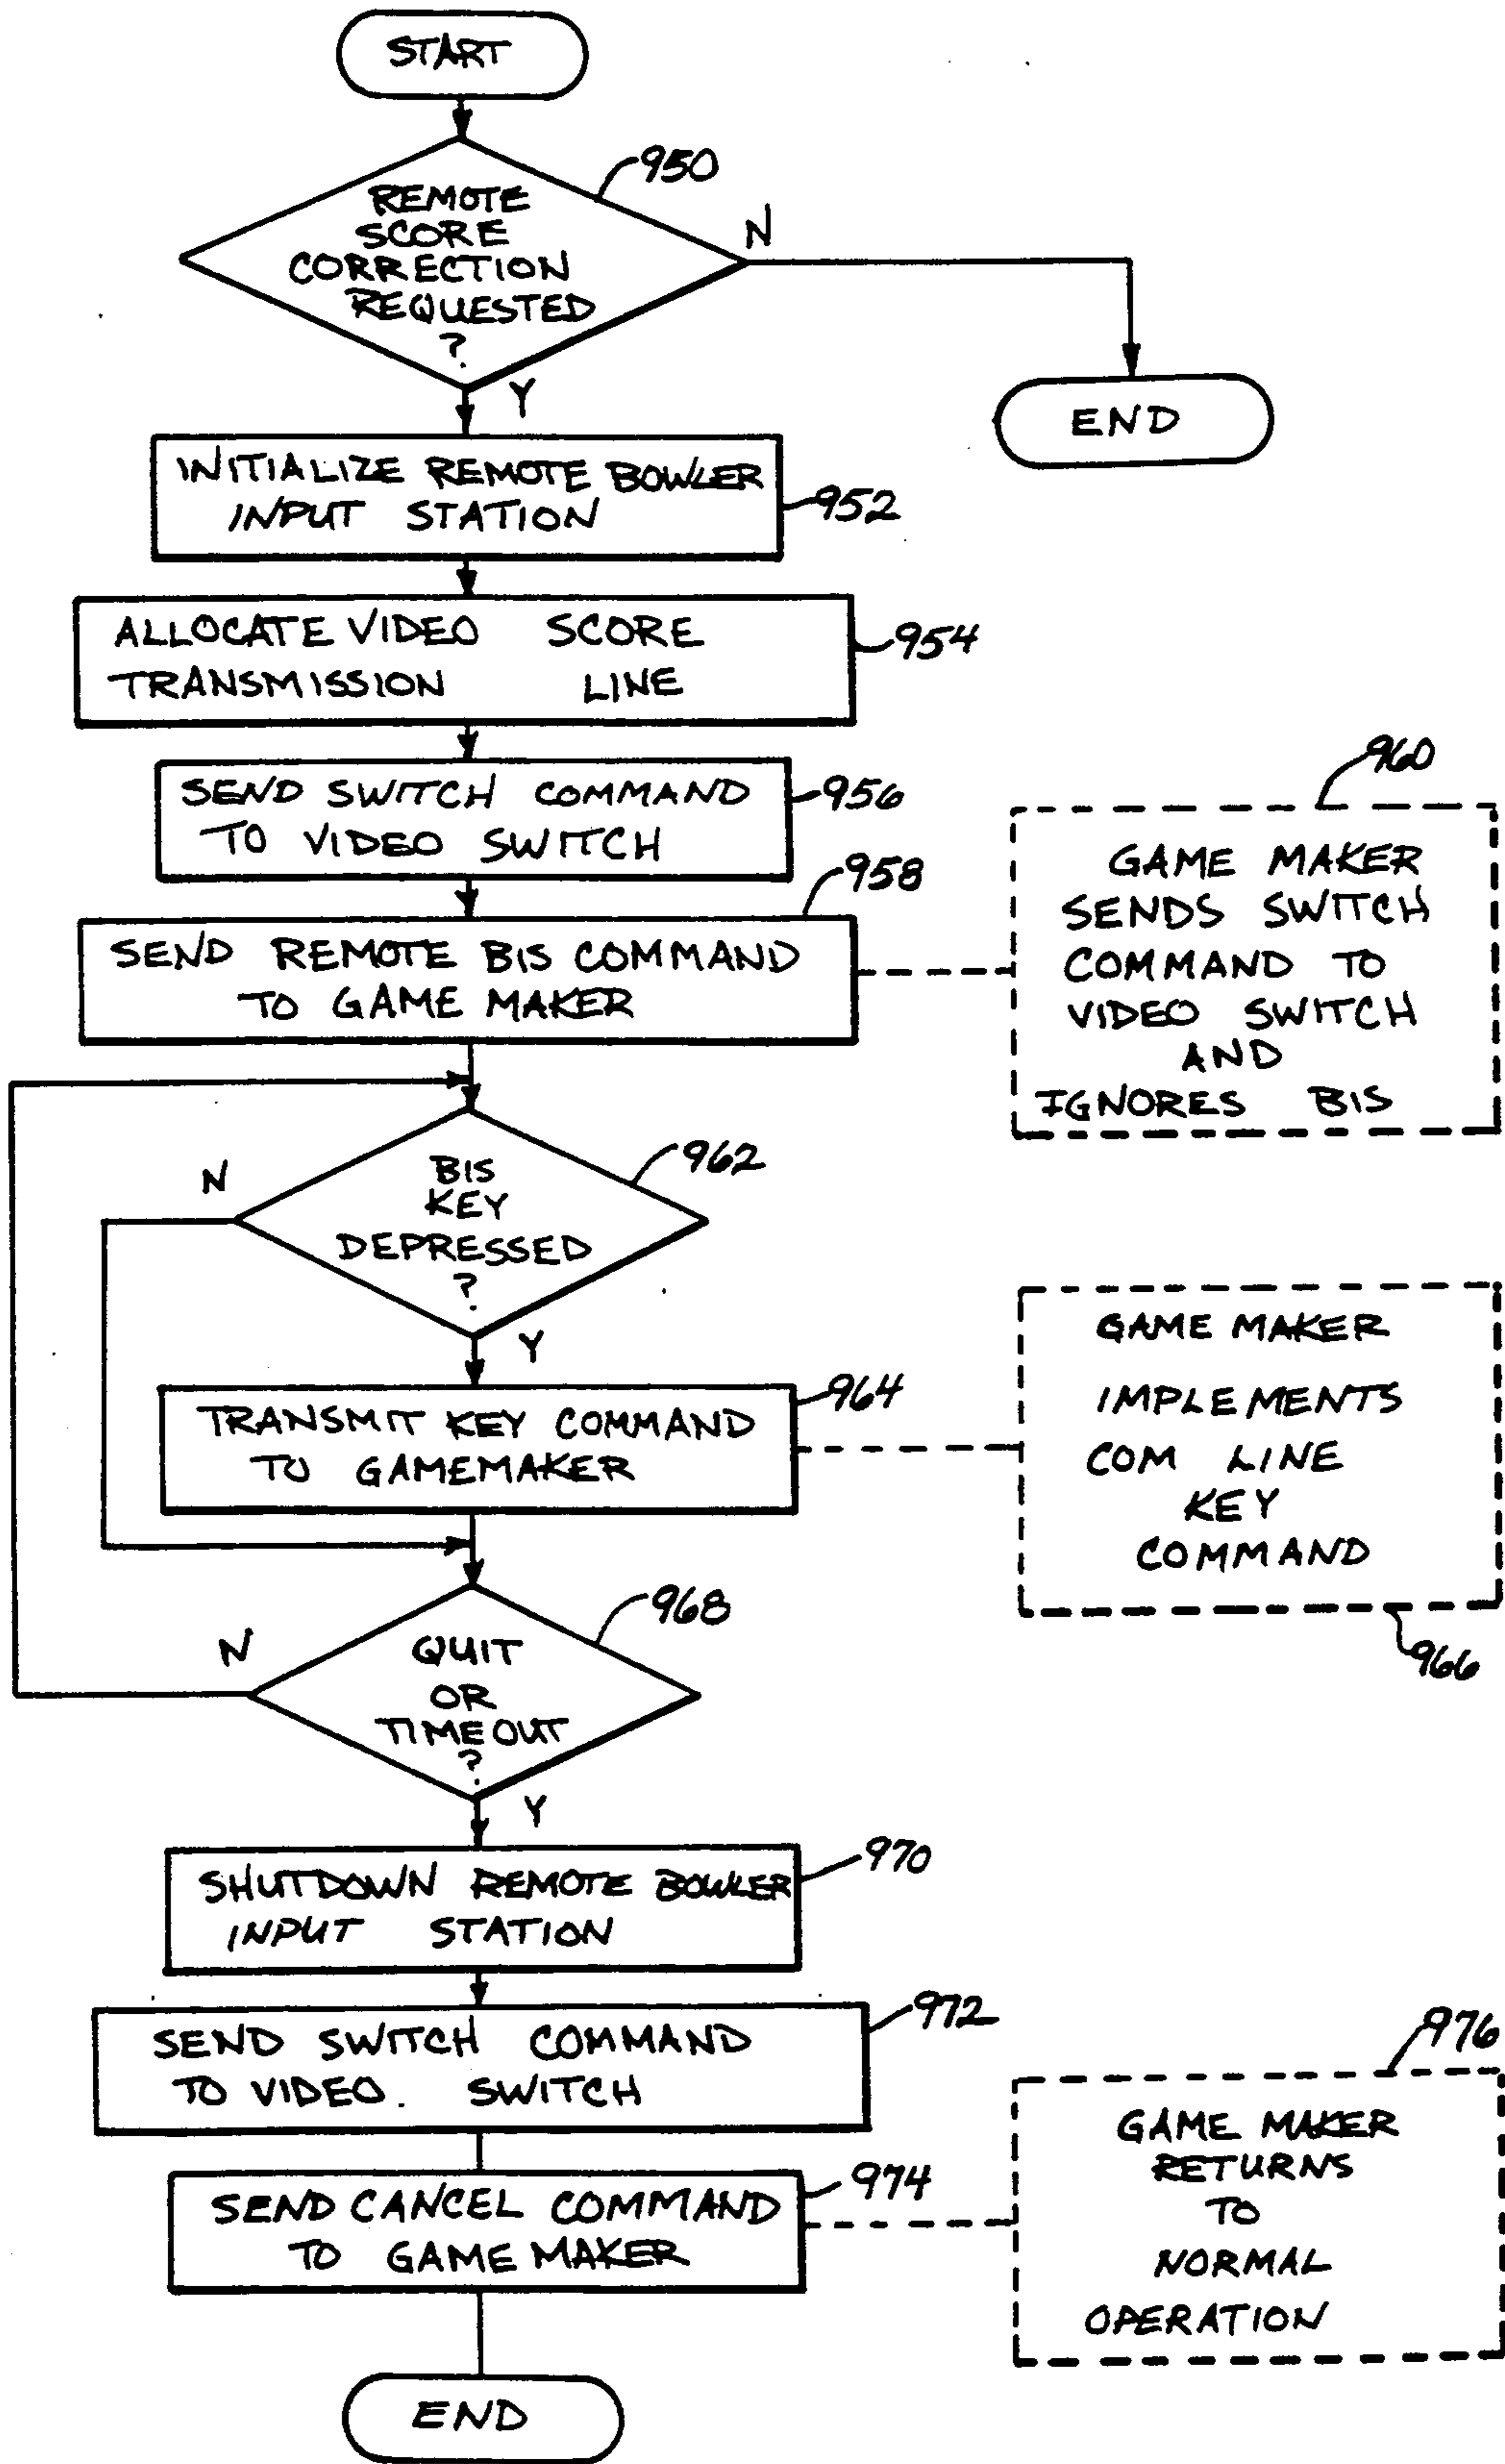 START
950
REMOTE
SCORE
CORRECTION
REQUESTED
?
N
Y
END
INITIALIZE REMOTE BOWLER
INPUT STATION
952
ALLOCATE VIDEO SCORE
TRANSMISSION LINE
954
SEND SWITCH COMMAND
TO VIDEO SWITCH
956
958
SEND REMOTE BIS COMMAND
TO GAME MAKER
960
GAME MAKER
SENDS SWITCH
COMMAND TO
VIDEO SWITCH
AND
IGNORES BIS
962
N
BIS
KEY
DEPRESSED
?
Y
964
TRANSMIT KEY COMMAND
TO GAMEMAKER
GAME MAKER
IMPLEMENTS
COM LINE
KEY
COMMAND
966
968
N
QUIT
OR
TIMEOUT
?
Y
970
SHUTDOWN REMOTE BOWLER
INPUT STATION
972
SEND SWITCH COMMAND
TO VIDEO. SWITCH
974
SEND CANCEL COMMAND
TO GAME MAKER
976
GAME MAKER
RETURNS
TO
NORMAL
OPERATION
END